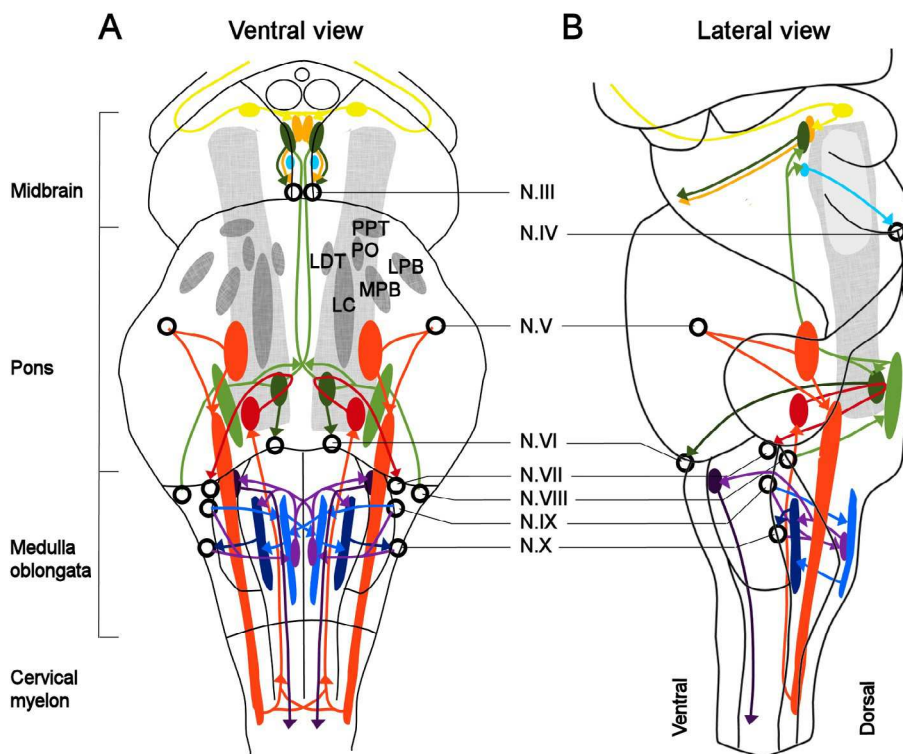 A
Ventral view
B
Lateral view
Midbrain
Pons
Medulla
oblongata
Cervical
myelon
PPT
PO
LDT
LPB
MPB
LC
N.III
N.IV
N.V
N.VI
N.VII
N.VIII
N.IX
N.X
Ventral
Dorsal